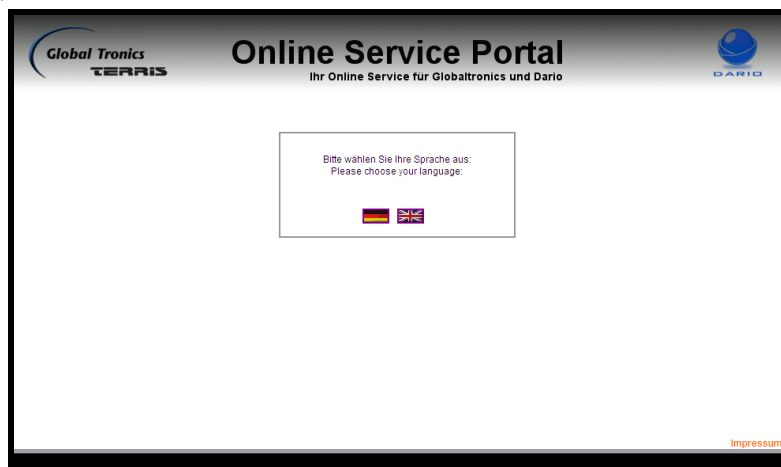 Global Tronics
TERRIS
Online Service Portal
Ihr Online Service für Globaltronics und Dario
DARIO
Bitte wählen Sie Ihre Sprache aus:
Please choose your language:
Impressum